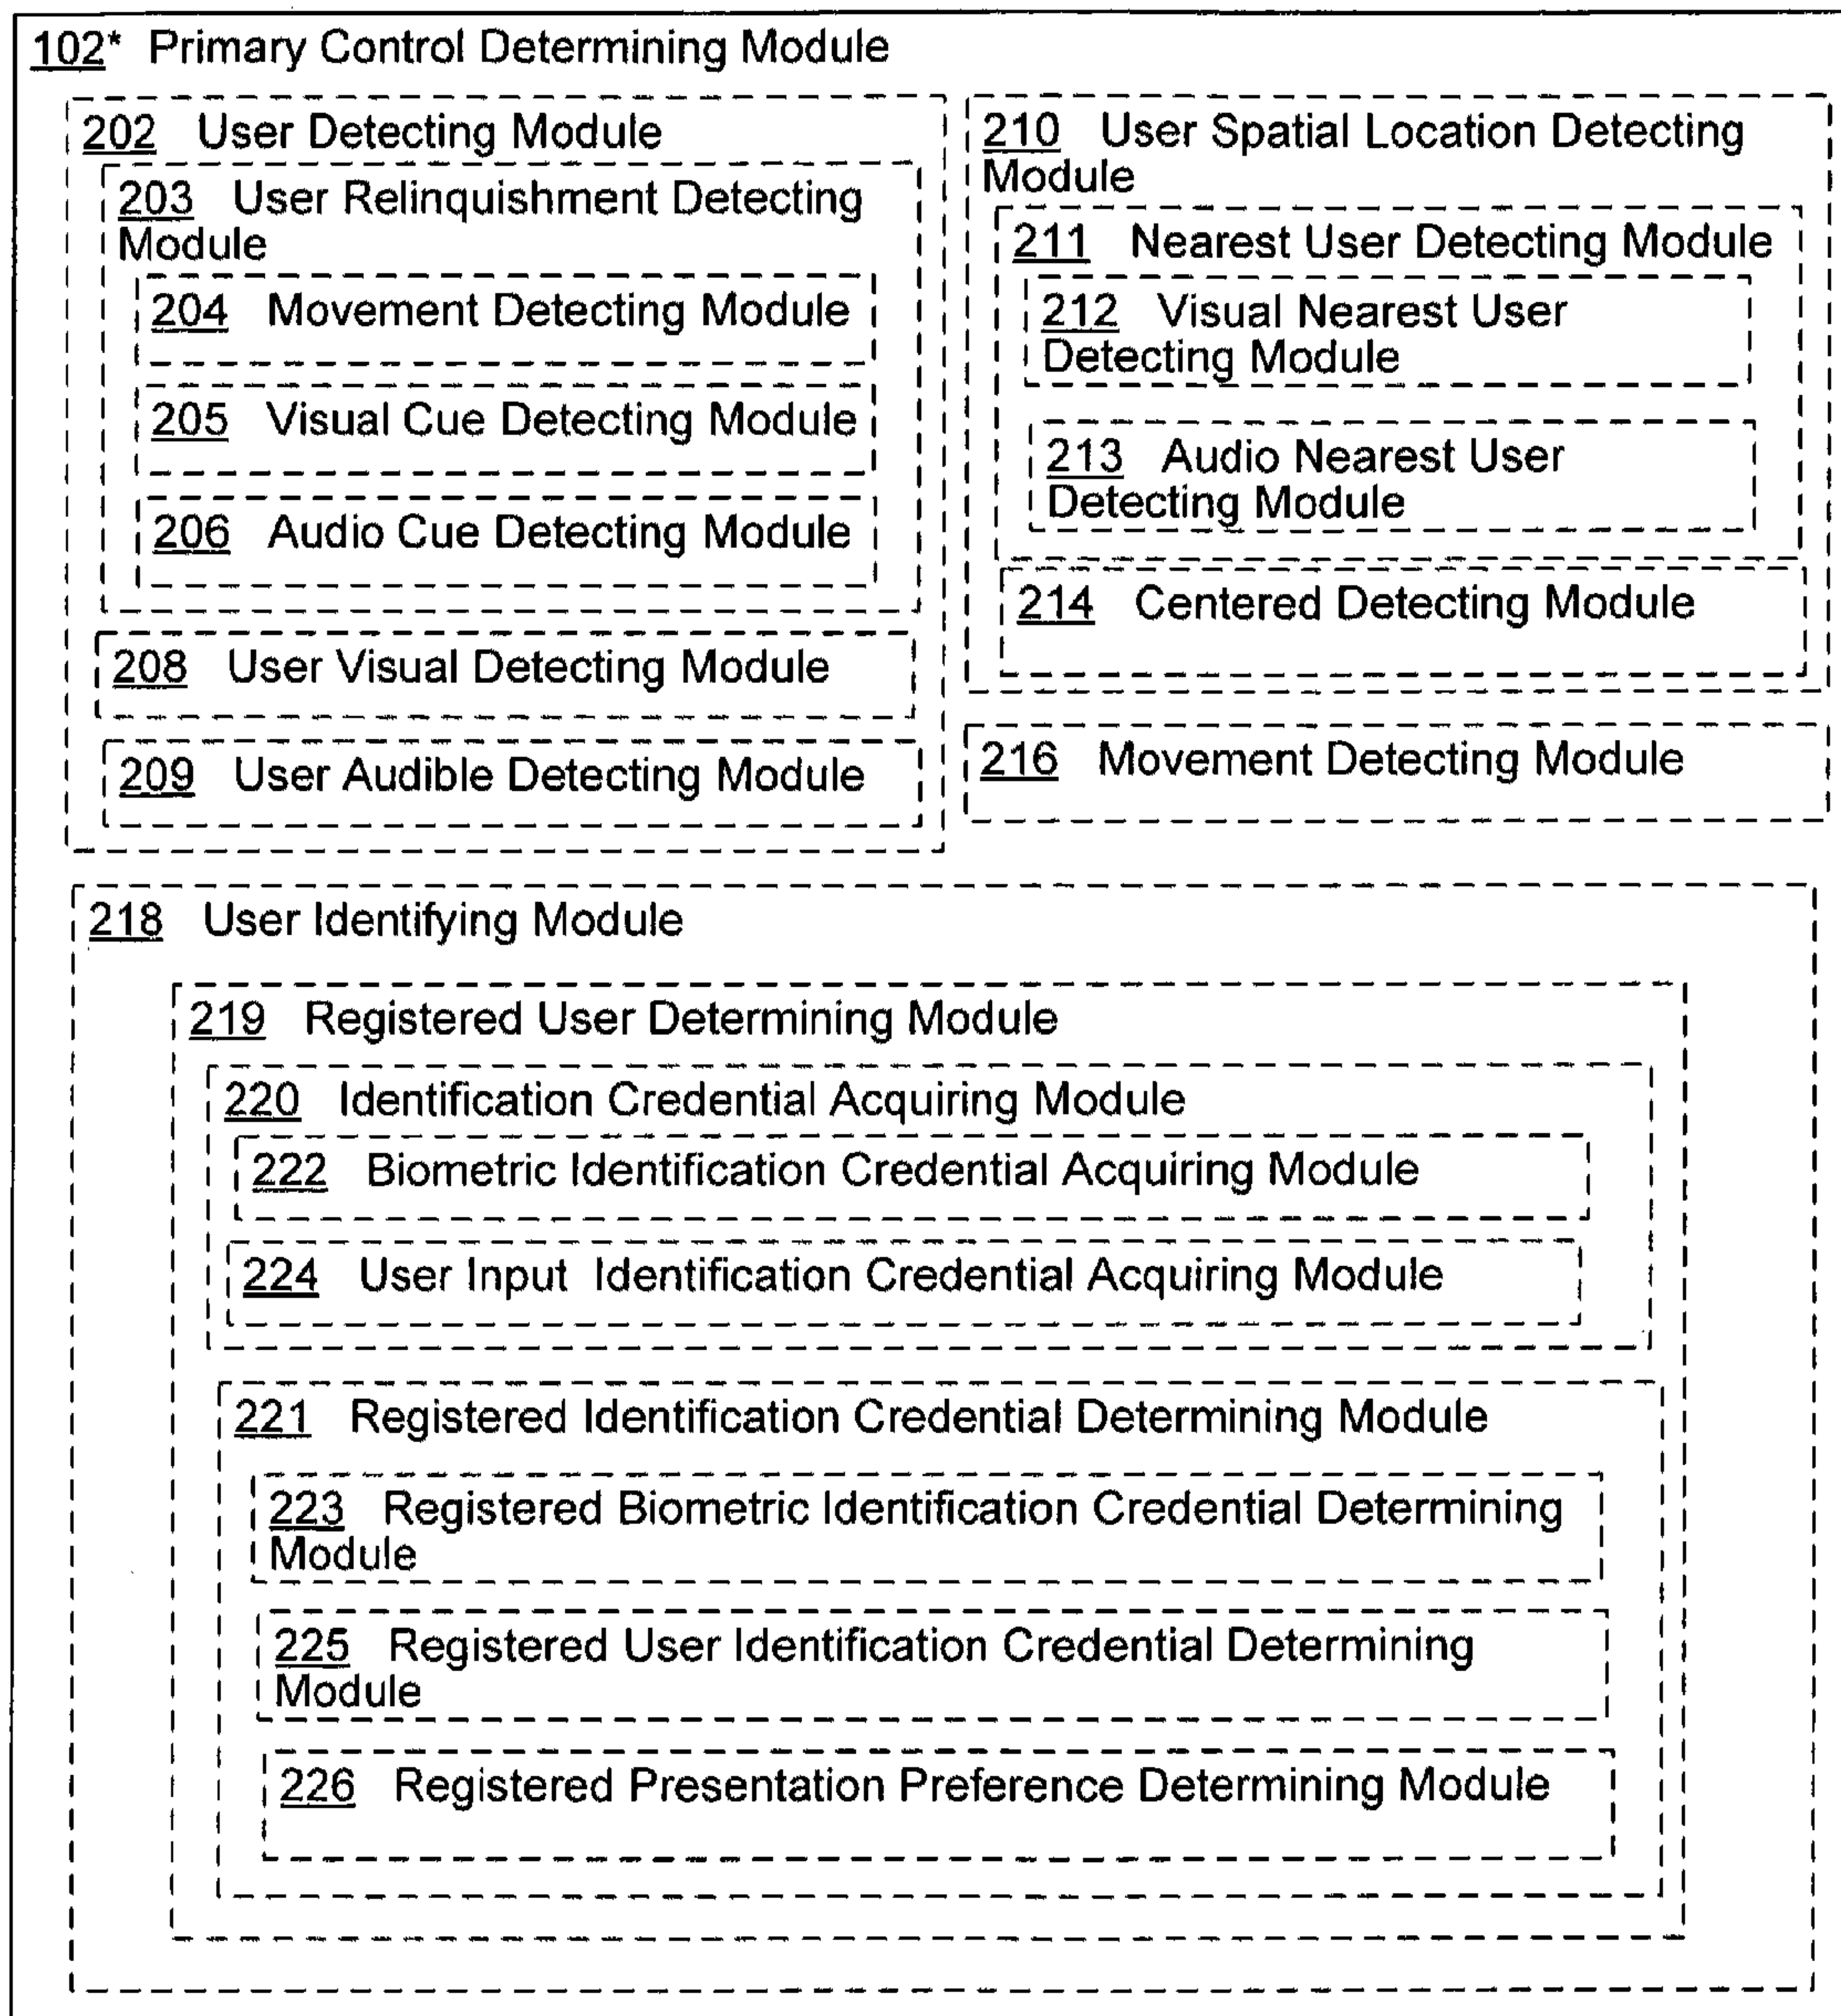 102* Primary Control Determining Module
202 User Detecting Module
203 User Relinquishment Detecting
Module
204 Movement Detecting Module
205 Visual Cue Detecting Module
206 Audio Cue Detecting Module
208 User Visual Detecting Module
209 User Audible Detecting Module
210 User Spatial Location Detecting
Module
211 Nearest User Detecting Module
212 Visual Nearest User
Detecting Module
213 Audio Nearest User
Detecting Module
214 Centered Detecting Module
216 Movement Detecting Module
218 User Identifying Module
219 Registered User Determining Module
220 Identification Credential Acquiring Module
222 Biometric Identification Credential Acquiring Module
224 User Input Identification Credential Acquiring Module
221 Registered Identification Credential Determining Module
223 Registered Biometric Identification Credential Determining
Module
225 Registered User Identification Credential Determining
Module
226 Registered Presentation Preference Determining Module